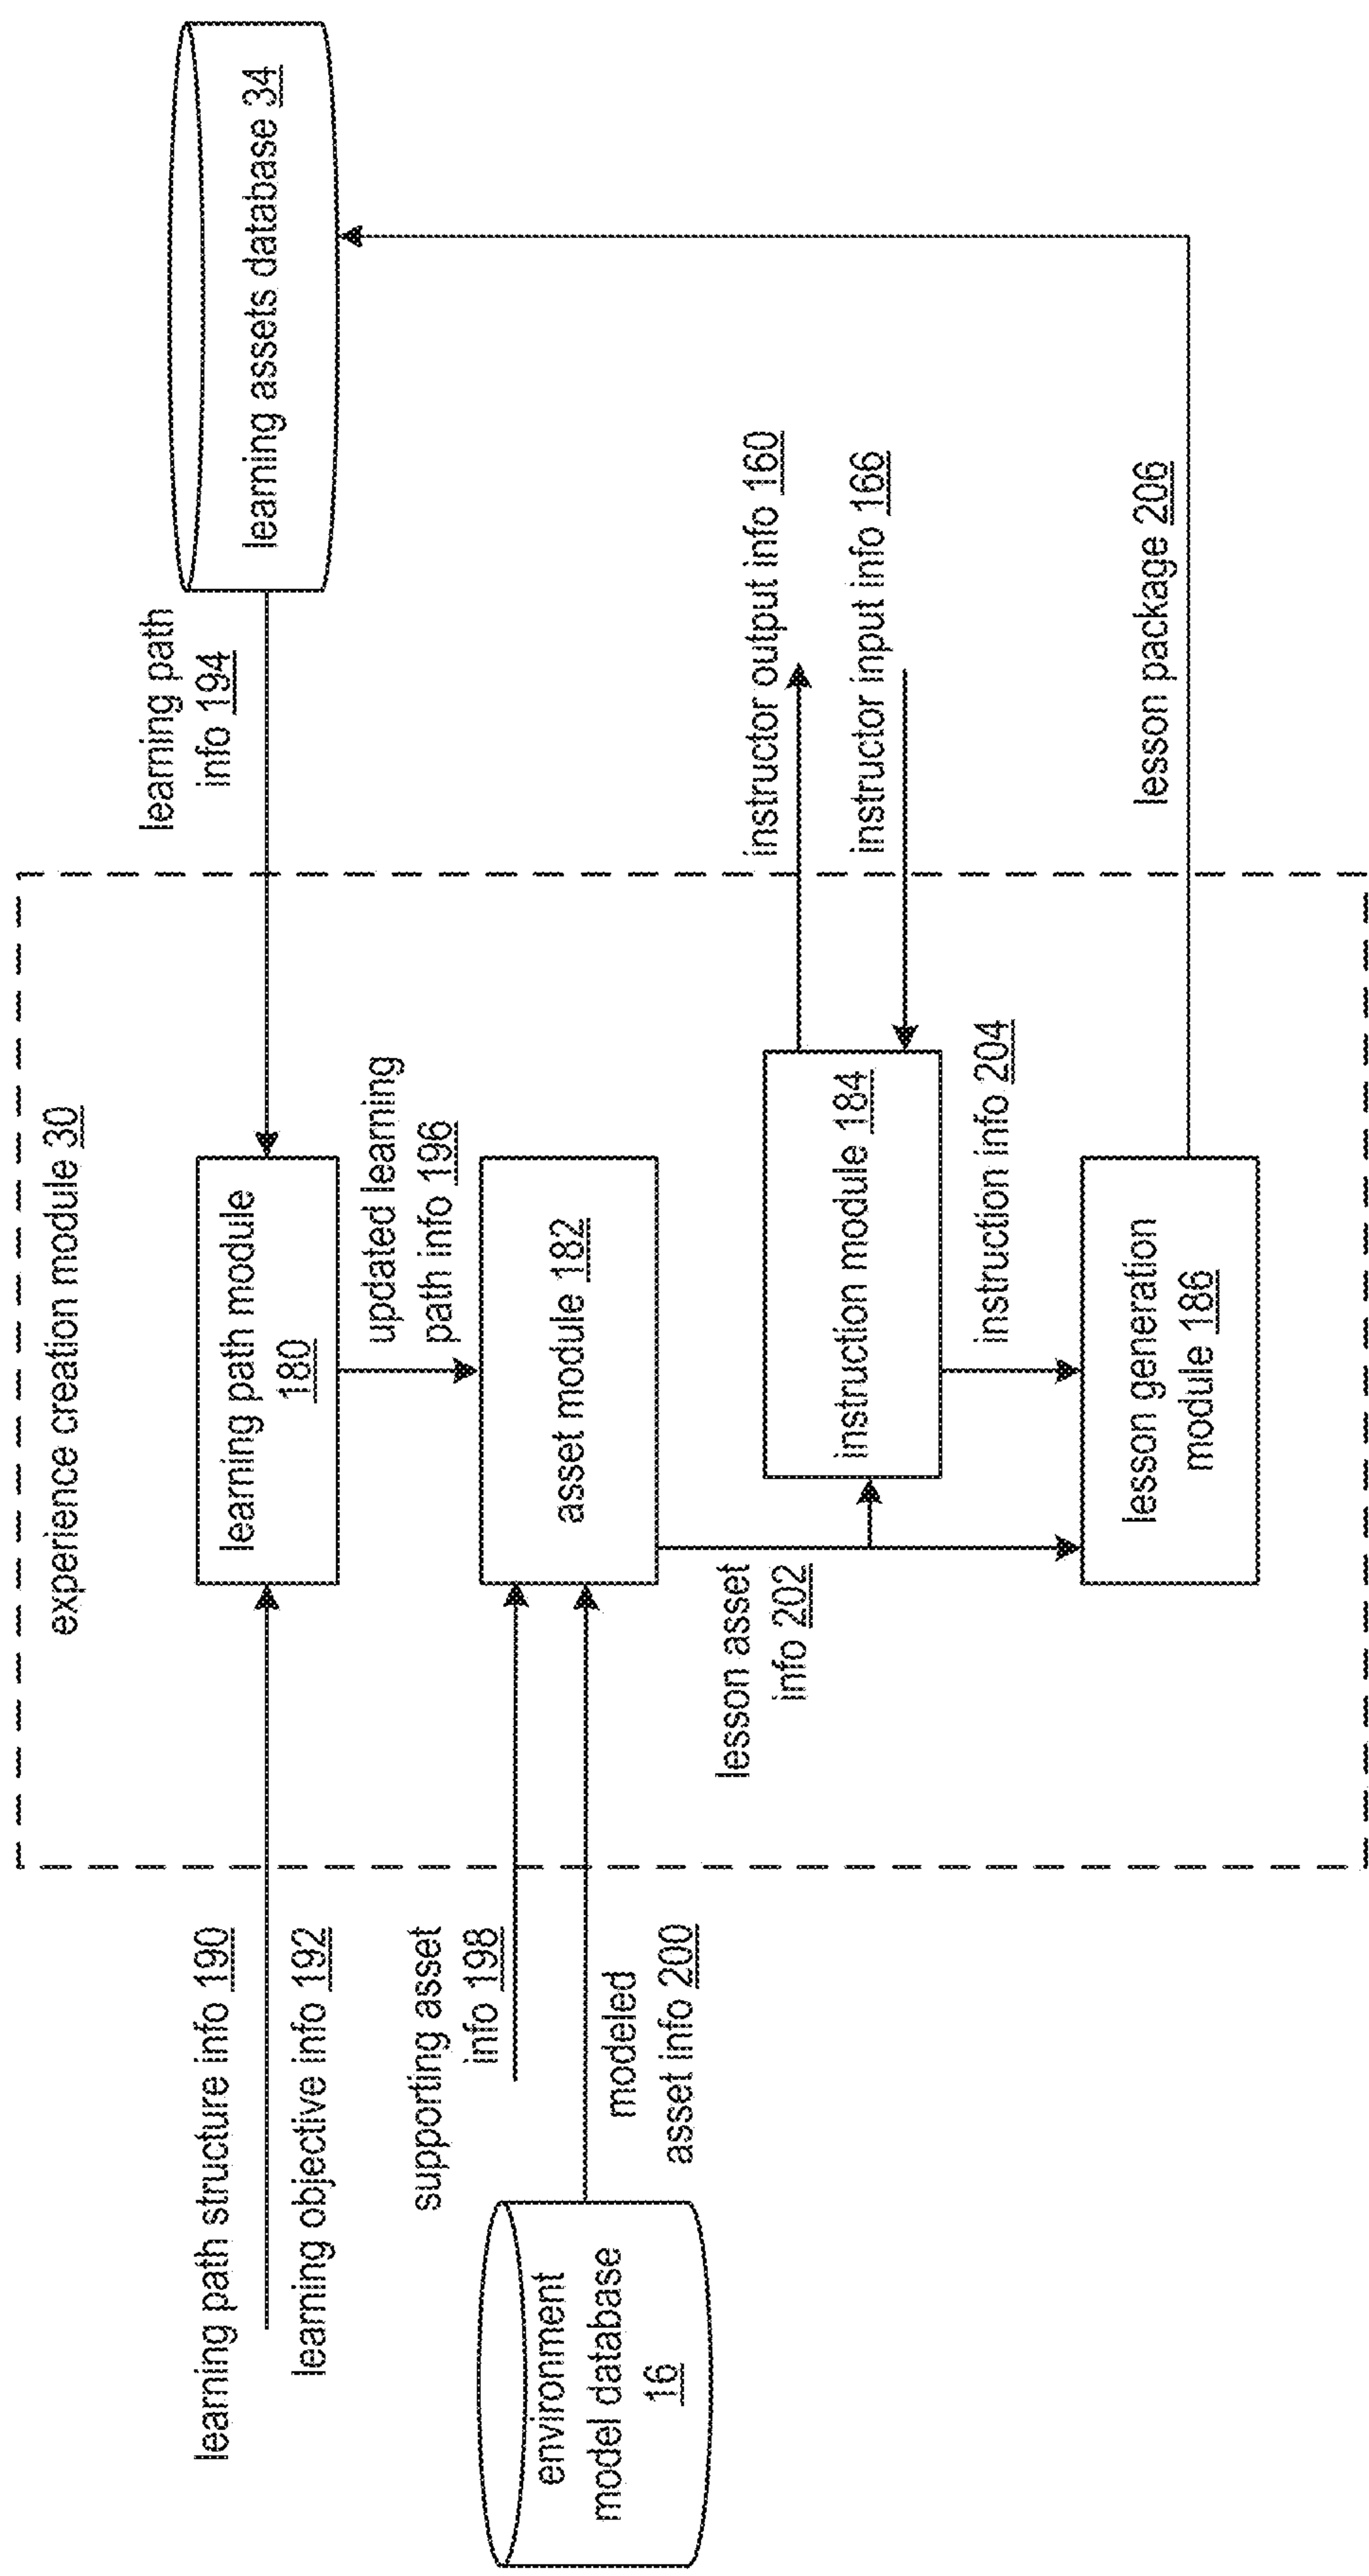 experience creation module 30
learning path structure info 190
learning objective info 192
learning path module
180
learning path
info 194
learning assets database 34
updated learning
path info 196
supporting asset
info 198
asset module 182
environment
model database
16
modeled
asset info 200
lesson asset
info 202
instruction module 184
instructor output info 160
instructor input info 166
instruction info 204
lesson generation
module 186
lesson package 206